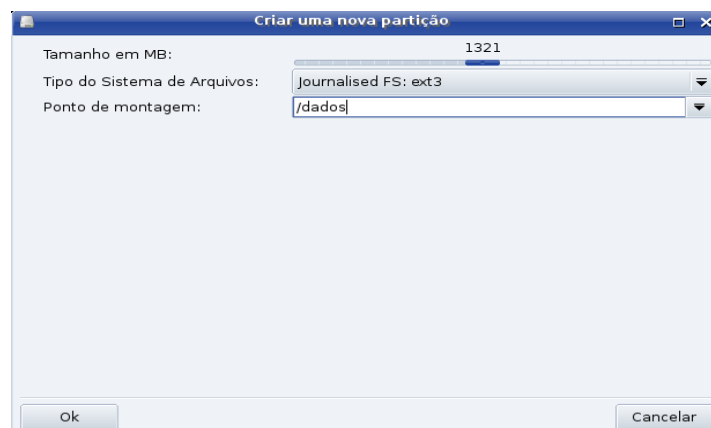 Criar uma nova partição
1321
Tamanho em MB:
Tipo do Sistema de Arquivos: Journalised FS: ext3
Ponto de montagem: /dados
Ok Cancelar